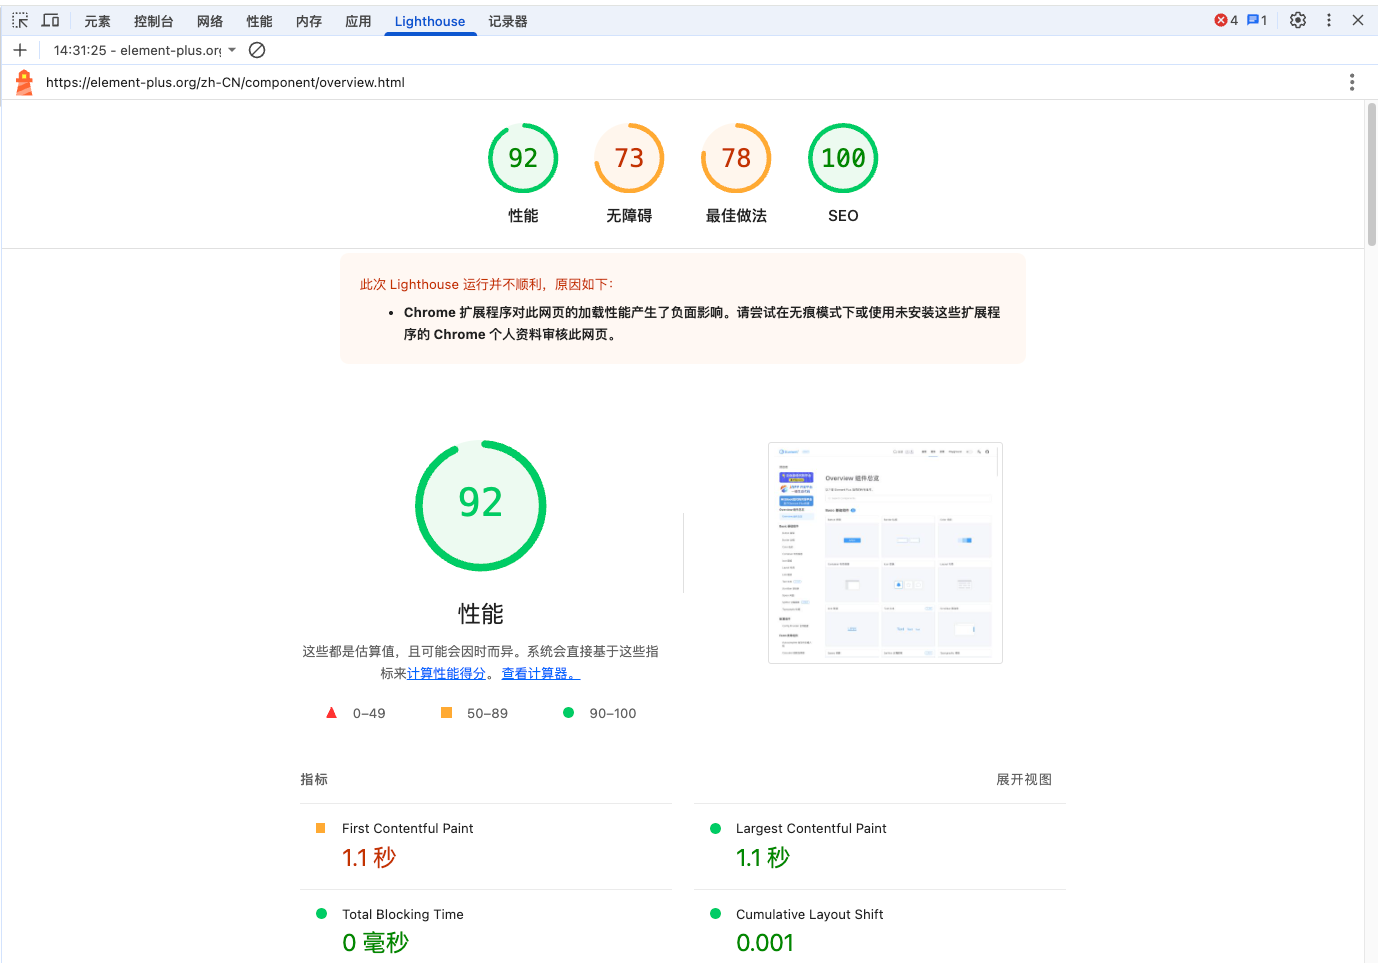 元素 控制台 网络 性能 内存 应用 Lighthouse 记录器 4 1
14:31:25 - element-plus.org
https://element-plus.org/zh-CN/component/overview.html
92 73 78 100
性能 无障碍 最佳做法 SEO
此次 Lighthouse 运行并不顺利，原因如下：
• Chrome 扩展程序对此网页的加载性能产生了负面影响。请尝试在无痕模式下或使用未安装这些扩展程
序的 Chrome 个人资料审核此网页。
92
Overview 组件总览
性能
这些都是估算值，且可能会因时而异。系统会直接基于这些指
标来计算性能得分。查看计算器。
0–49 50–89 90–100
指标 展开视图
First Contentful Paint Largest Contentful Paint
1.1 秒 1.1 秒
Total Blocking Time Cumulative Layout Shift
0 毫秒 0.001